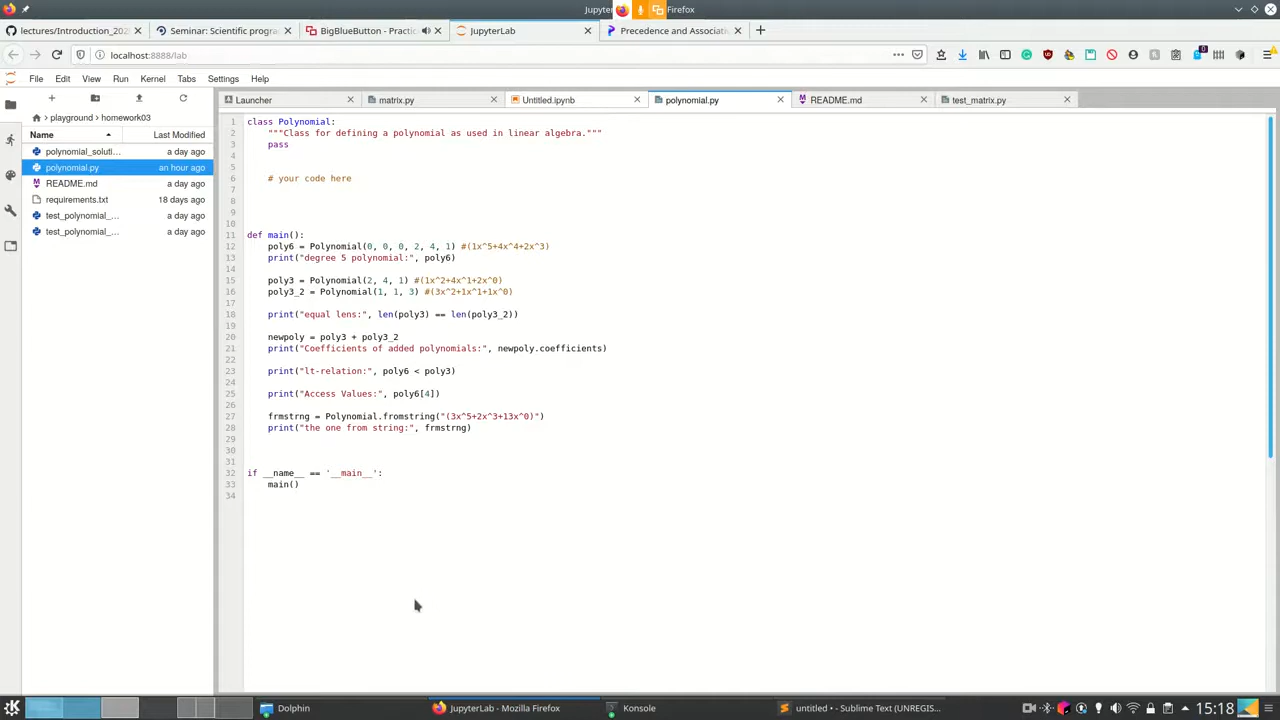 Jupyter
Firefox
lectures/Introduction_202
Seminar: Scientific progra
BigBlueButton - Practic
JupyterLab
Precedence and Associati
localhost:8888/lab
File Edit View Run Kernel Tabs Settings Help
Launcher
matrix.py
Untitled.ipynb
polynomial.py
README.md
test_matrix.py
playground / homework03
Name Last Modified
polynomial_soluti... a day ago
polynomial.py an hour ago
README.md a day ago
requirements.txt 18 days ago
test_polynomial_... a day ago
test_polynomial_... a day ago
1 class Polynomial:
2 """Class for defining a polynomial as used in linear algebra."""
3 pass
4
5
6 # your code here
7
8
9
10
11 def main():
12 poly6 = Polynomial(0, 0, 0, 2, 4, 1) #(1x^5+4x^4+2x^3)
13 print("degree 5 polynomial:", poly6)
14
15 poly3 = Polynomial(2, 4, 1) #(1x^2+4x^1+2x^0)
16 poly3_2 = Polynomial(1, 1, 3) #(3x^2+1x^1+1x^0)
17
18 print("equal lens:", len(poly3) == len(poly3_2))
19
20 newpoly = poly3 + poly3_2
21 print("Coefficients of added polynomials:", newpoly.coefficients)
22
23 print("lt-relation:", poly6 < poly3)
24
25 print("Access Values:", poly6[4])
26
27 frmstrng = Polynomial.fromstring("(3x^5+2x^3+13x^0)")
28 print("the one from string:", frmstrng)
29
30
31
32 if __name__ == '__main__':
33 main()
34
Dolphin
JupyterLab - Mozilla Firefox
Konsole
untitled • - Sublime Text (UNREGIS...
15:18